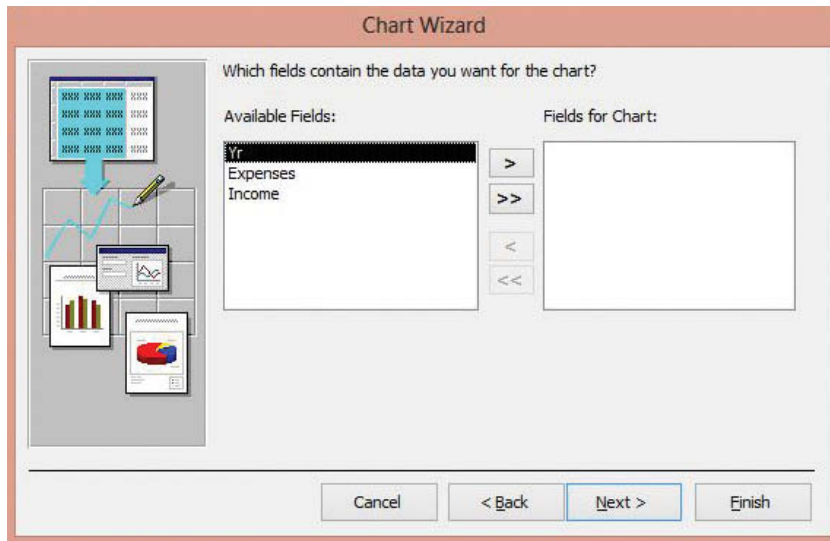 Chart Wizard
Which fields contain the data you want for the chart?
Available Fields:
Fields for Chart:
Yr
Expenses
Income
>
>>
<
<<
Cancel
< Back
Next >
Finish